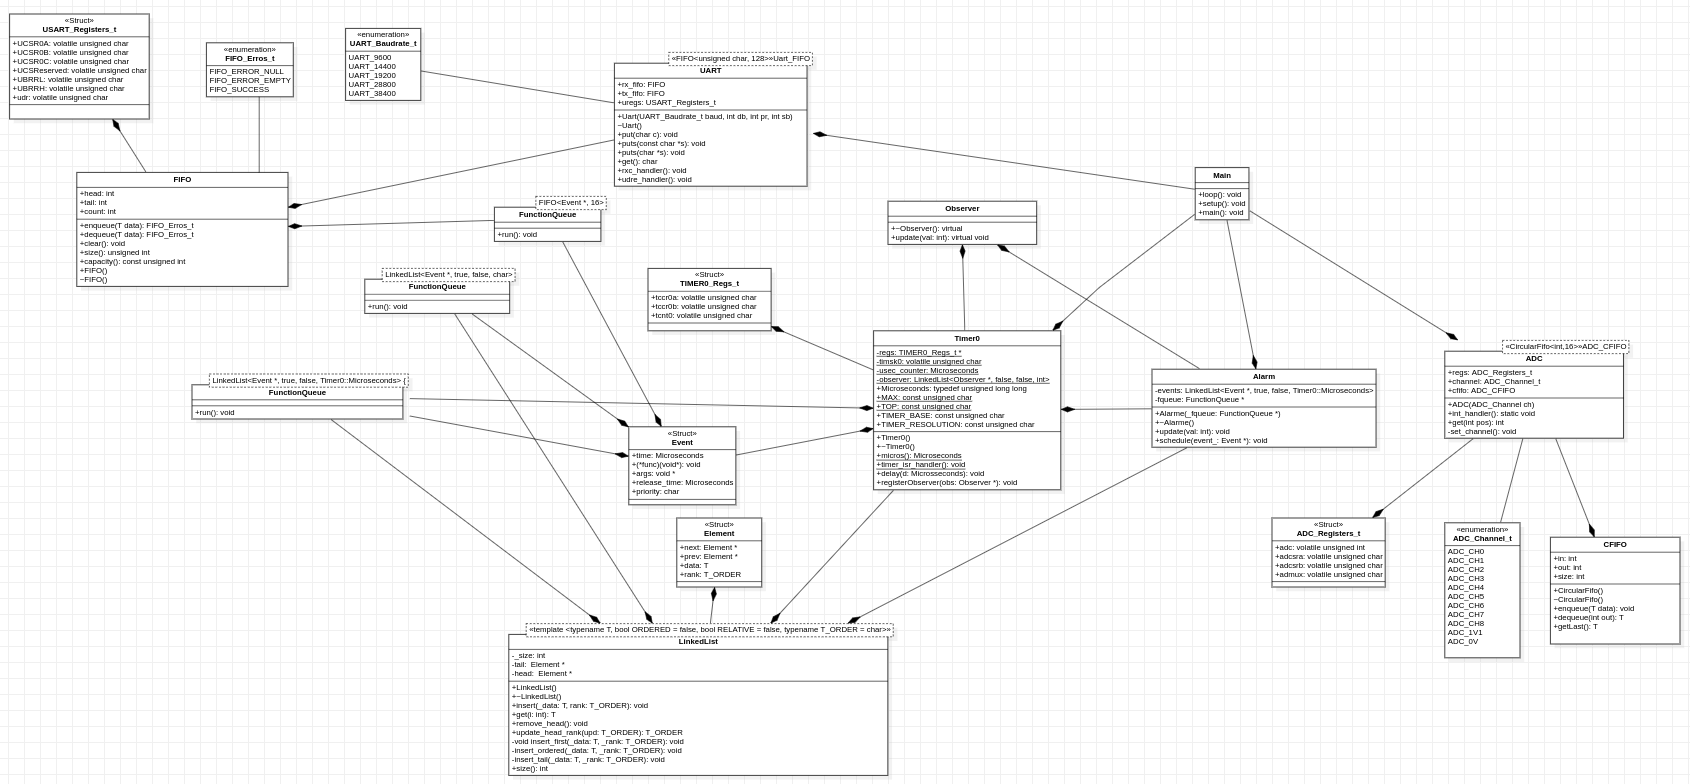 «Struct»
USART_Registers_t
+UCSR0A: volatile unsigned char
+UCSR0B: volatile unsigned char
+UCSR0C: volatile unsigned char
+UCSReserved: volatile unsigned char
+UBRRL: volatile unsigned char
+UBRRH: volatile unsigned char
+udr: volatile unsigned char
«enumeration»
FIFO_Erros_t
FIFO_ERROR_NULL
FIFO_ERROR_EMPTY
FIFO_SUCCESS
«enumeration»
UART_Baudrate_t
UART_9600
UART_14400
UART_19200
UART_28800
UART_38400
«FIFO<unsigned char, 128>»Uart_FIFO
UART
+rx_fifo: FIFO
+tx_fifo: FIFO
+uregs: USART_Registers_t
+Uart(UART_Baudrate_t baud, int db, int pr, int sb)
~Uart()
+put(char c): void
+puts(const char *s): void
+puts(char *s): void
+get(): char
+rxc_handler(): void
+udre_handler(): void
FIFO
+head: int
+tail: int
+count: int
+enqueue(T data): FIFO_Erros_t
+dequeue(T data): FIFO_Erros_t
+clear(): void
+size(): unsigned int
+capacity(): const unsigned int
+FIFO()
~FIFO()
FIFO<Event *, 16>
FunctionQueue
+run(): void
Main
+loop(): void
+setup(): void
+main(): void
Observer
+~Observer(): virtual
+update(val: int): virtual void
LinkedList<Event *, true, false, char>
FunctionQueue
+run(): void
«Struct»
TIMER0_Regs_t
+tccr0a: volatile unsigned char
+tccr0b: volatile unsigned char
+tcnt0: volatile unsigned char
Timer0
-regs: TIMER0_Regs_t *
-timsk0: volatile unsigned char
-usec_counter: Microseconds
-observer: LinkedList<Observer *, false, false, int>
+Microseconds: typedef unsigned long long
+MAX: const unsigned char
+TOP: const unsigned char
+TIMER_BASE: const unsigned char
+TIMER_RESOLUTION: const unsigned char
+Timer0()
+~Timer0()
+micros(): Microseconds
+timer_isr_handler(): void
+delay(d: Microsseconds): void
+registerObserver(obs: Observer *): void
«CircularFifo<int,16>»ADC_CFIFO
ADC
+regs: ADC_Registers_t
+channel: ADC_Channel_t
+cfifo: ADC_CFIFO
+ADC(ADC_Channel ch)
+int_handler(): static void
+get(int pos): int
-set_channel(): void
Alarm
-events: LinkedList<Event *, true, false, Timer0::Microseconds>
-fqueue: FunctionQueue *
+Alarme(_fqueue: FunctionQueue *)
+~Alarme()
+update(val: int): void
+schedule(event_: Event *): void
LinkedList<Event *, true, false, Timer0::Microseconds> {
FunctionQueue
+run(): void
«Struct»
Event
+time: Microseconds
+(*func)(void*): void
+args: void *
+release_time: Microseconds
+priority: char
«Struct»
Element
+next: Element *
+prev: Element *
+data: T
+rank: T_ORDER
«Struct»
ADC_Registers_t
+adc: volatile unsigned int
+adcsra: volatile unsigned char
+adcsrb: volatile unsigned char
+admux: volatile unsigned char
«enumeration»
ADC_Channel_t
ADC_CH0
ADC_CH1
ADC_CH2
ADC_CH3
ADC_CH4
ADC_CH5
ADC_CH6
ADC_CH7
ADC_CH8
ADC_1V1
ADC_0V
CFIFO
+in: int
+out: int
+size: int
+CircularFifo()
~CircularFifo()
+enqueue(T data): void
+dequeue(int out): T
+getLast(): T
«template <typename T, bool ORDERED = false, bool RELATIVE = false, typename T_ORDER = char>»
LinkedList
-_size: int
-tail:  Element *
-head:  Element *
+LinkedList()
+~LinkedList()
+insert(_data: T, rank: T_ORDER): void
+get(i: int): T
+remove_head(): void
+update_head_rank(upd: T_ORDER): T_ORDER
-void insert_first(_data: T, _rank: T_ORDER): void
-insert_ordered(_data: T, _rank: T_ORDER): void
-insert_tail(_data: T, _rank: T_ORDER): void
+size(): int